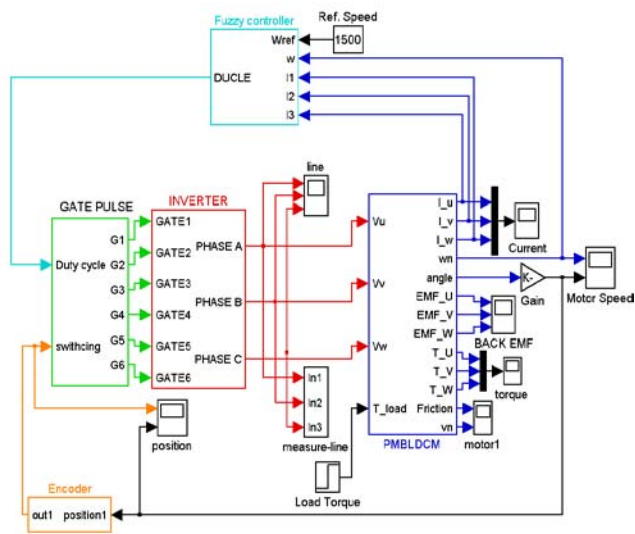 Fuzzy controller
Ref. Speed
Wref
1500
w
DUCLE
I1
I2
I3
line
GATE PULSE
INVERTER
G1
GATE1
I_u
Vu
I_v
G2
GATE2
PHASE A
I_w
Current
Duty cycle
wn
G3
GATE3
angle
K-
Gain
Motor Speed
PHASE B
Vv
EMF_U
G4
GATE4
EMF_V
EMF_W
BACK EMF
swithcing
G5
GATE5
PHASE C
Vw
T_U
T_V
T_W
torque
G6
GATE6
In1
In2
In3
T_load
Friction
vn
position
measure-line
PMBLDCM
motor1
Load Torque
Encoder
out1
position1